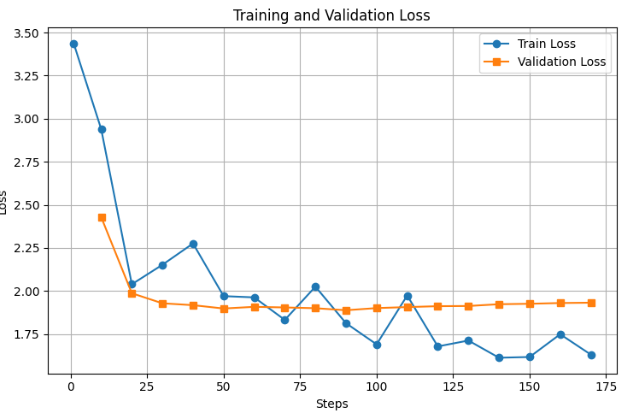 Training and Validation Loss
Train Loss
Validation Loss
3.50
3.25
3.00
2.75
2.50
2.25
2.00
1.75
Loss
0 25 50 75 100 125 150 175
Steps